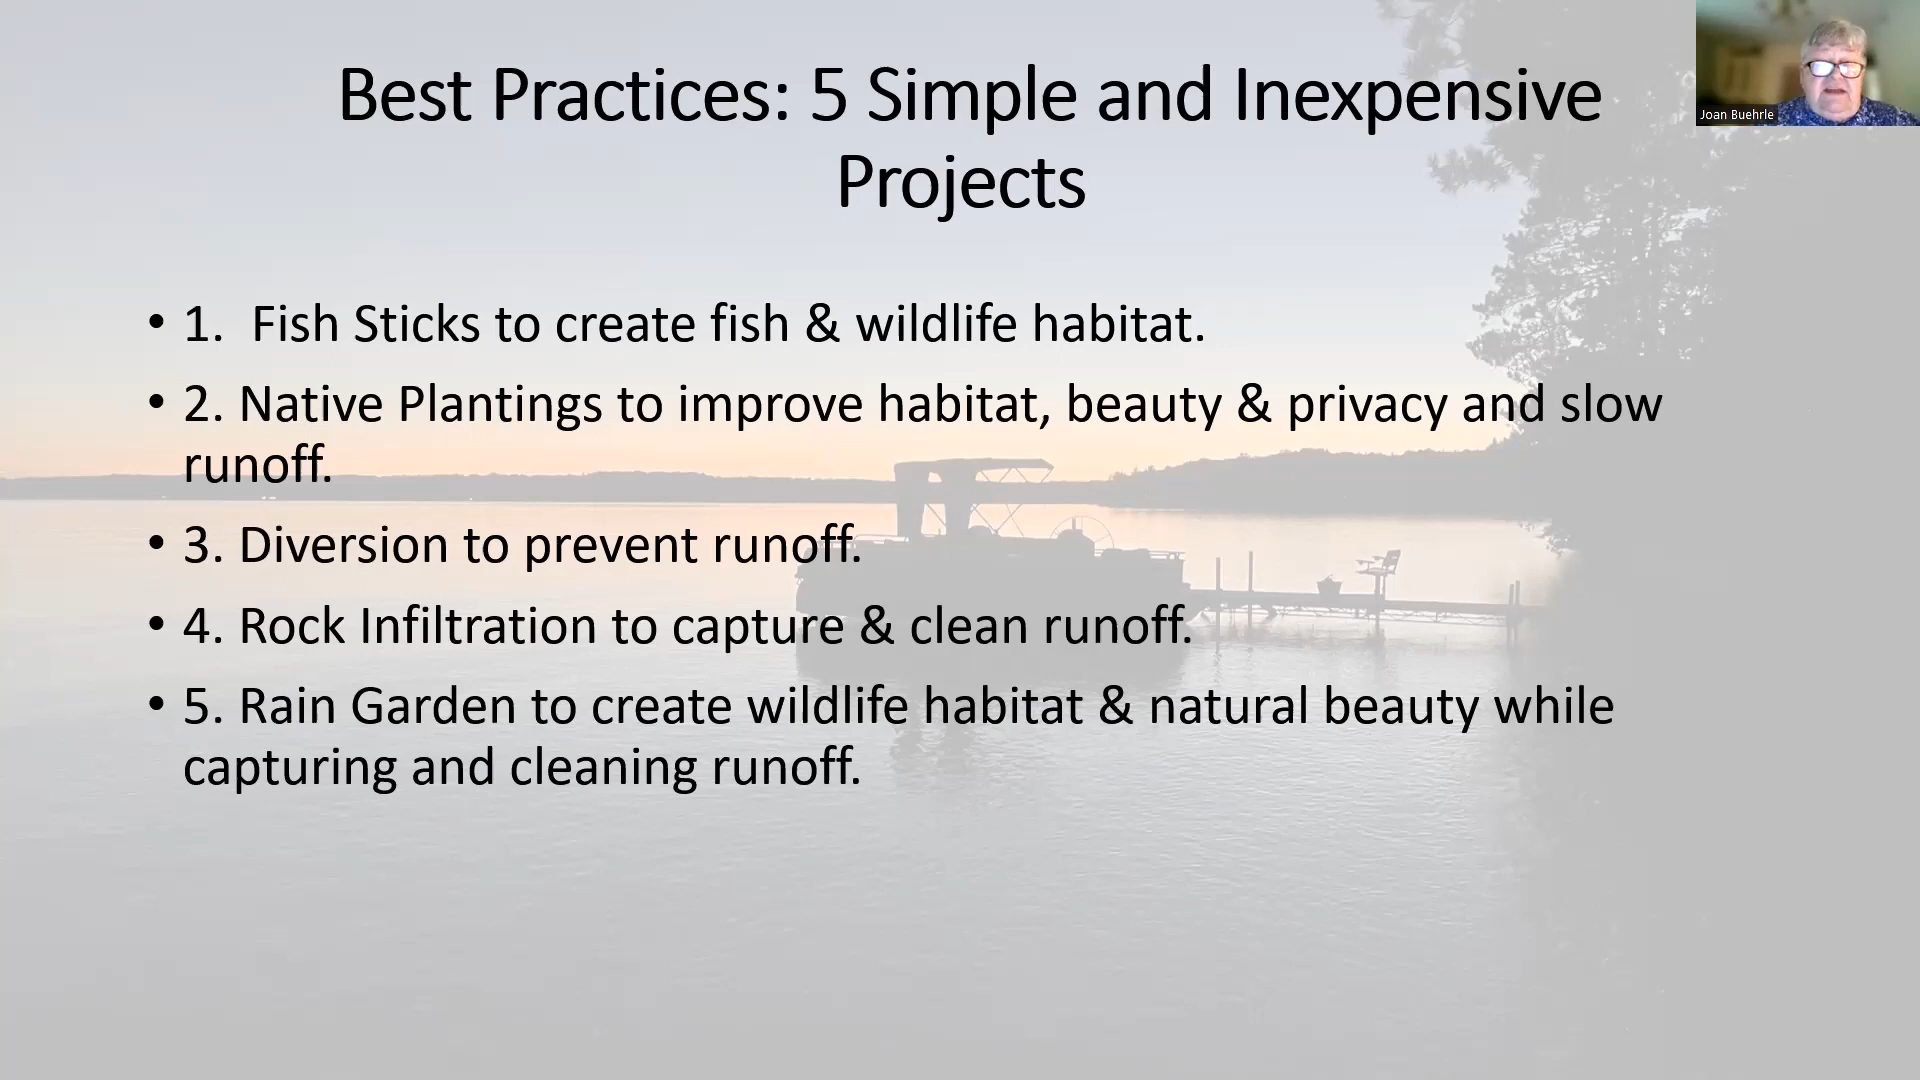 Best Practices: 5 Simple and Inexpensive
Projects
Joan Buehrle
• 1.  Fish Sticks to create fish & wildlife habitat.
• 2. Native Plantings to improve habitat, beauty & privacy and slow
runoff.
• 3. Diversion to prevent runoff.
• 4. Rock Infiltration to capture & clean runoff.
• 5. Rain Garden to create wildlife habitat & natural beauty while
capturing and cleaning runoff.